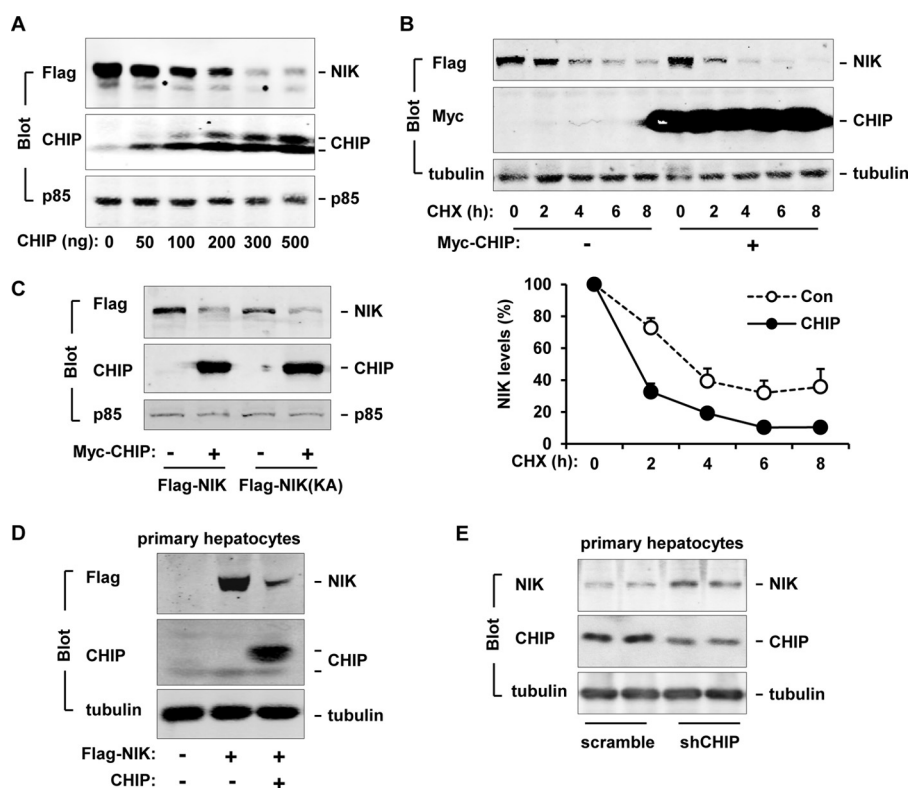 A
Flag
NIK
CHIP
CHIP
p85
p85
Blot
CHIP (ng): 0 50 100 200 300 500
B
Flag
NIK
Myc
CHIP
tubulin
tubulin
Blot
CHX (h): 0 2 4 6 8 0 2 4 6 8
Myc-CHIP: - +
NIK levels (%)
100
80
60
40
20
0
Con
CHIP
CHX (h): 0 2 4 6 8
C
Flag
NIK
CHIP
CHIP
p85
p85
Blot
Myc-CHIP: - + - +
Flag-NIK Flag-NIK(KA)
D
primary hepatocytes
Flag
NIK
CHIP
CHIP
tubulin
tubulin
Blot
Flag-NIK: - + +
CHIP: - - +
E
primary hepatocytes
NIK
NIK
CHIP
CHIP
tubulin
tubulin
Blot
scramble shCHIP